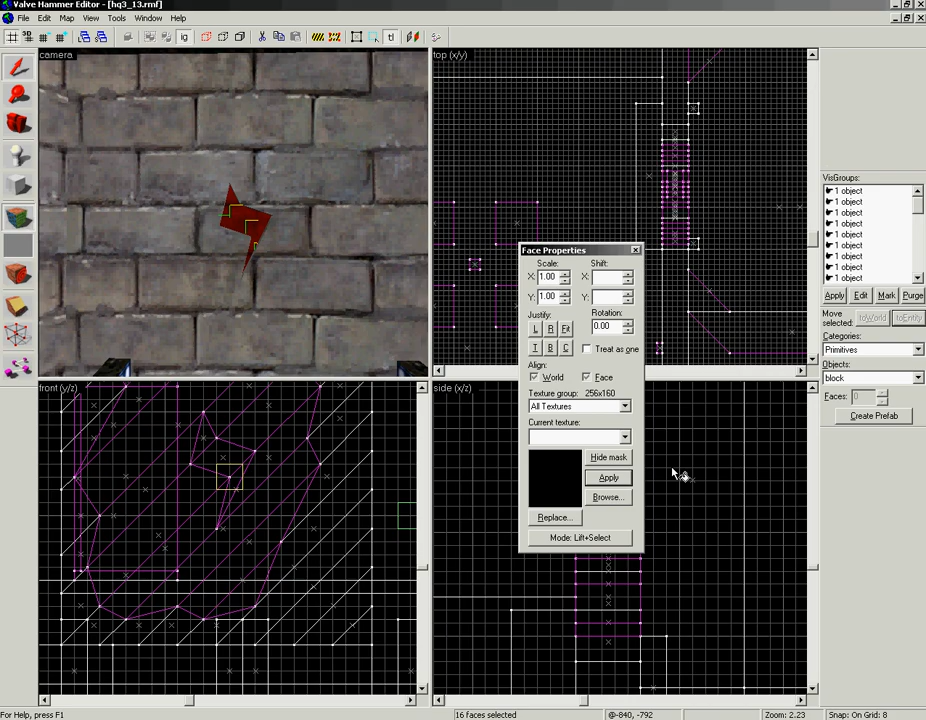 Valve Hammer Editor - [hq3_13.rmf]
File Edit Map View Tools Window Help
ig
tl
camera
top (x/y)
front (y/z)
side (x/z)
Face Properties
Scale: Shift:
X: 1.00 X:
Y: 1.00 Y:
Justify: Rotation:
L R Fit 0.00
T B C Treat as one
Align:
World Face
Texture group: 256x160
All Textures
Current texture:
Hide mask
Apply
Browse...
Replace...
Mode: Lift+Select
VisGroups:
1 object
1 object
1 object
1 object
1 object
1 object
1 object
1 object
1 object
Apply Edit Mark Purge
Move selected: toWorld toEntity
Categories:
Primitives
Objects:
block
Faces: 0
Create Prefab
For Help, press F1
16 faces selected
@-840, -792
Zoom: 2.23
Snap: On Grid: 8